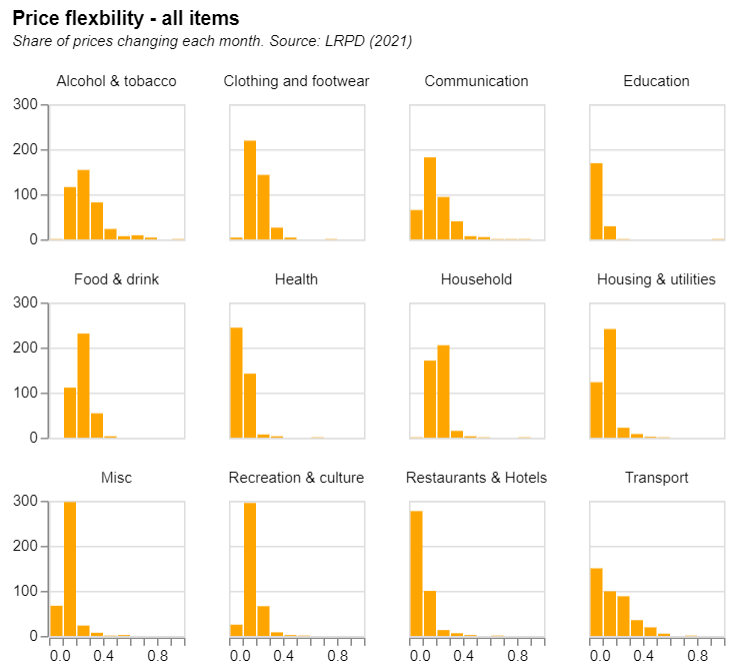 Price flexbility - all items
Share of prices changing each month. Source: LRPD (2021)
Alcohol & tobacco Clothing and footwear Communication Education
300
200
100
0
Food & drink Health Household Housing & utilities
300
200
100
0
Misc Recreation & culture Restaurants & Hotels Transport
300
200
100
0
0.0 0.4 0.8 0.0 0.4 0.8 0.0 0.4 0.8 0.0 0.4 0.8